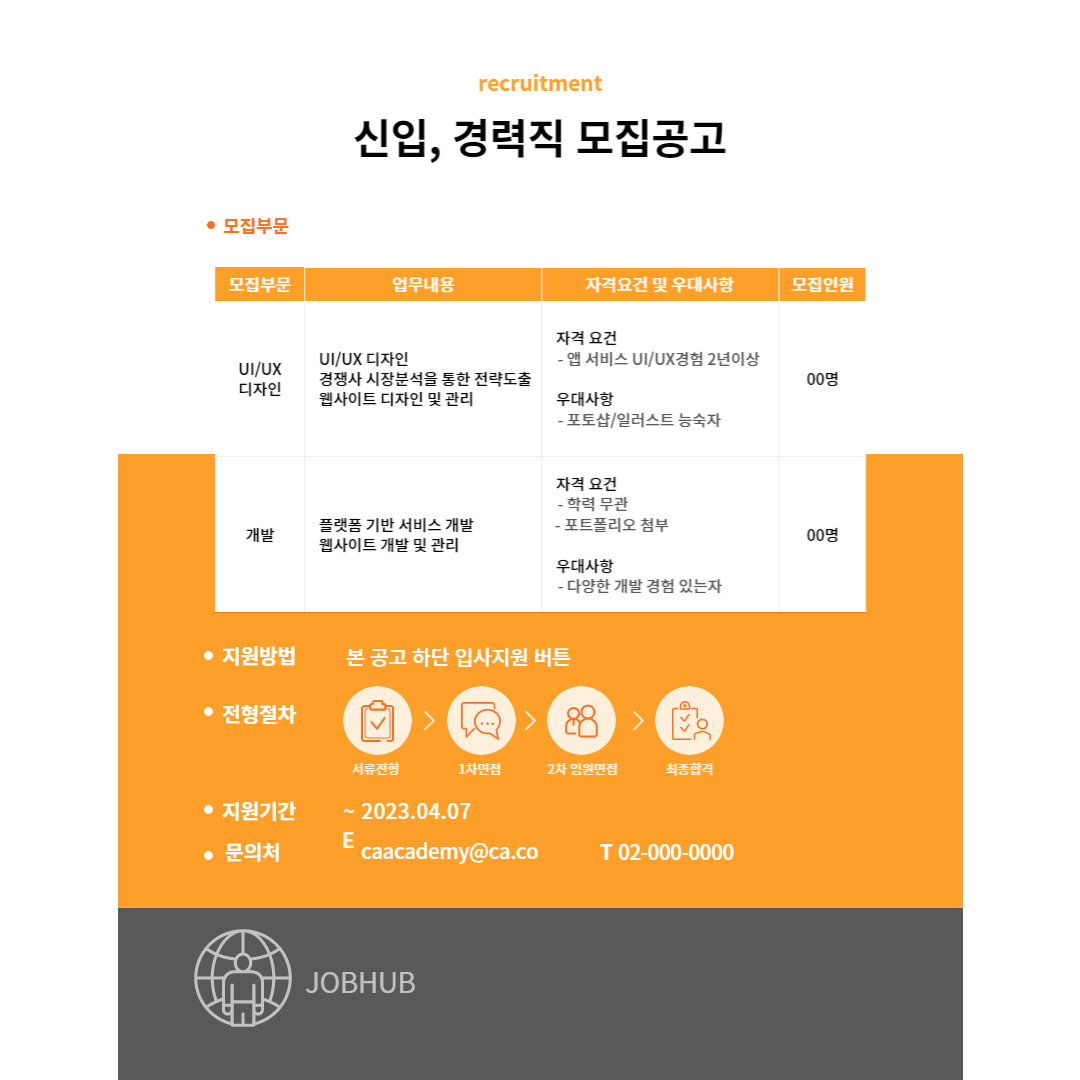 recruitment
신입, 경력직 모집공고
모집부문
모집부문 업무내용 자격요건 및 우대사항 모집인원
UI/UX
디자인
UI/UX 디자인
경쟁사 시장분석을 통한 전략도출
웹사이트 디자인 및 관리
자격 요건
- 앱 서비스 UI/UX경험 2년이상
우대사항
- 포토샵/일러스트 능숙자
00명
개발
플랫폼 기반 서비스 개발
웹사이트 개발 및 관리
자격 요건
- 학력 무관
- 포트폴리오 첨부
우대사항
- 다양한 개발 경험 있는자
00명
지원방법 본 공고 하단 입사지원 버튼
전형절차
서류전형 1차면접 2차 임원면접 최종합격
지원기간 ~ 2023.04.07
문의처 E caacademy@ca.co T 02-000-0000
JOBHUB